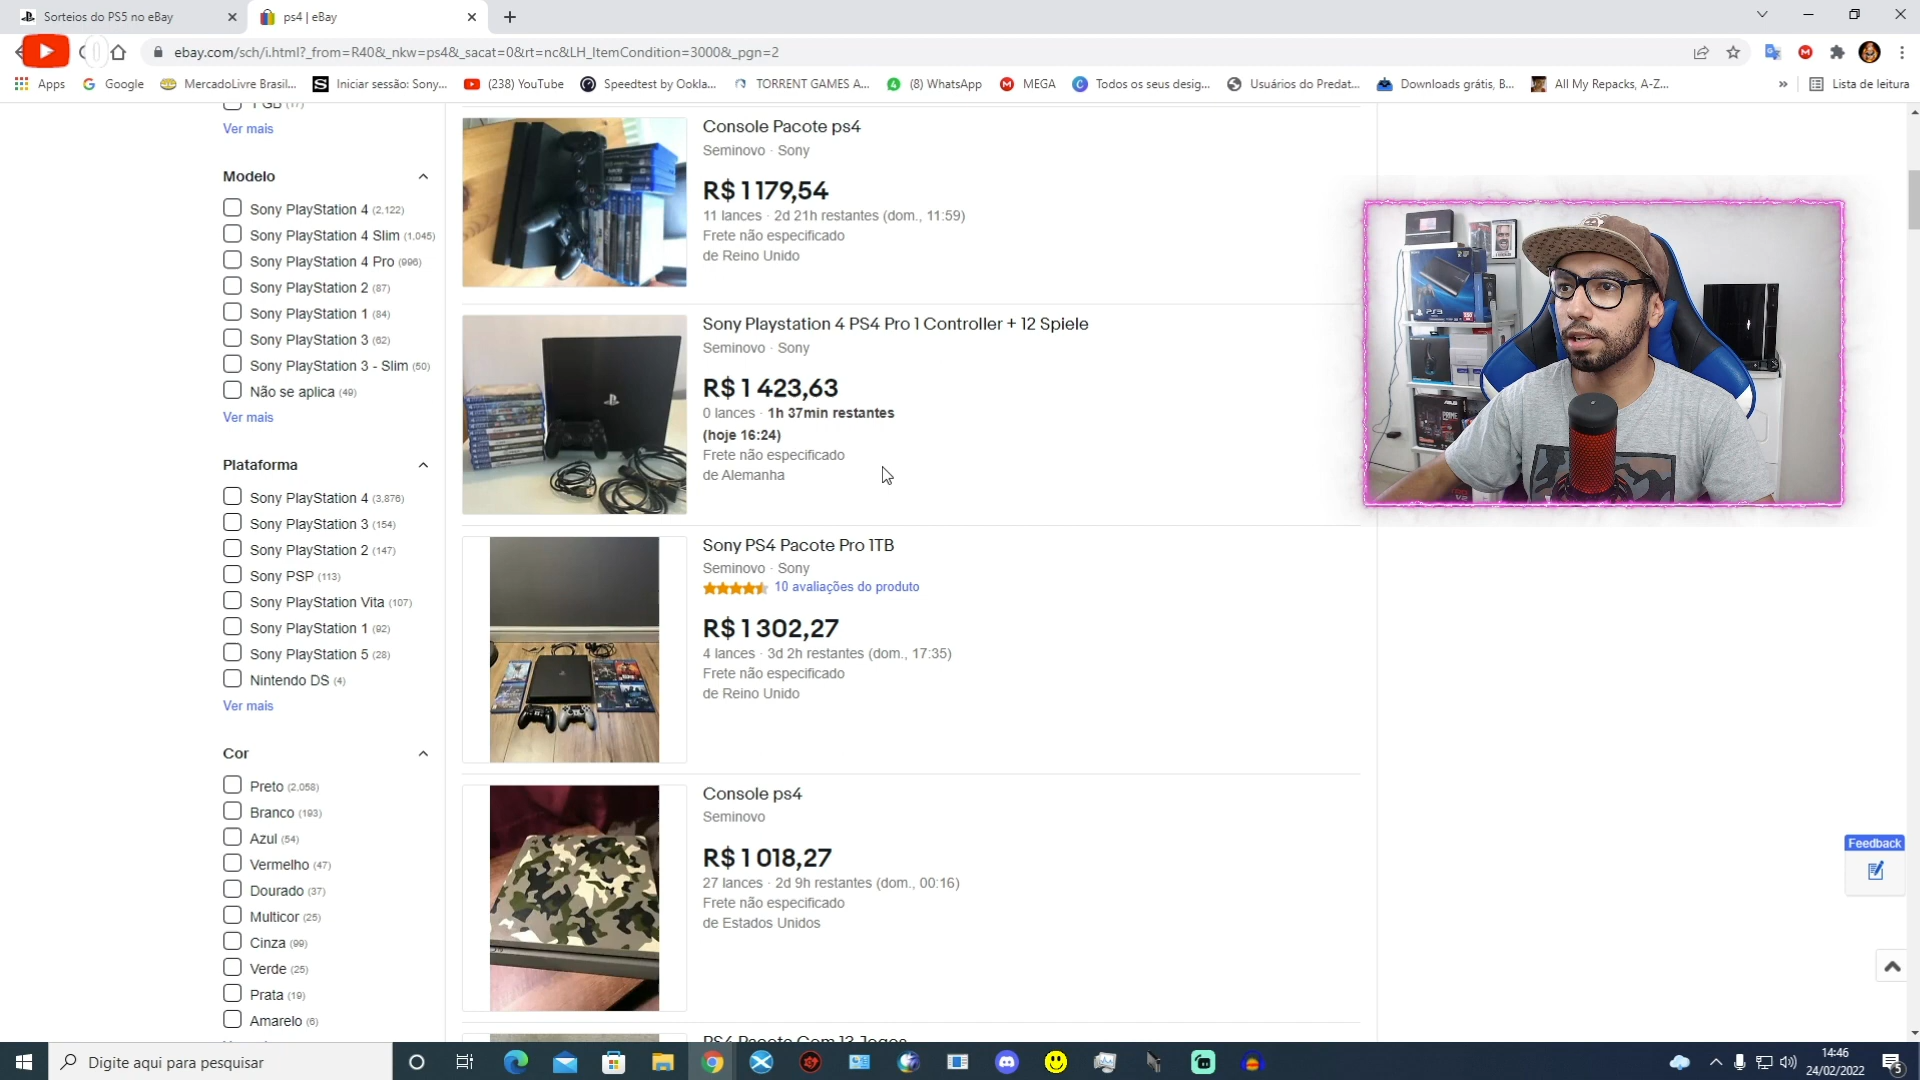 Sorteios do PS5 no eBay
ps4 | eBay
ebay.com/sch/i.html?_from=R40&_nkw=ps4&_sacat=0&rt=nc&LH_ItemCondition=3000&_pgn=2
Apps
Google
MercadoLivre Brasil...
Iniciar sessão: Sony...
(238) YouTube
Speedtest by Ookla...
TORRENT GAMES A...
(8) WhatsApp
MEGA
Todos os seus desig...
Usuários do Predat...
Downloads grátis, B...
All My Repacks, A-Z...
»
Lista de leitura
1 GB (17)
Ver mais
Modelo
Sony PlayStation 4 (2,122)
Sony PlayStation 4 Slim (1,045)
Sony PlayStation 4 Pro (996)
Sony PlayStation 2 (87)
Sony PlayStation 1 (84)
Sony PlayStation 3 (62)
Sony PlayStation 3 - Slim (50)
Não se aplica (49)
Ver mais
Plataforma
Sony PlayStation 4 (3,876)
Sony PlayStation 3 (154)
Sony PlayStation 2 (147)
Sony PSP (113)
Sony PlayStation Vita (107)
Sony PlayStation 1 (92)
Sony PlayStation 5 (28)
Nintendo DS (4)
Ver mais
Cor
Preto (2,058)
Branco (193)
Azul (54)
Vermelho (47)
Dourado (37)
Multicor (25)
Cinza (99)
Verde (25)
Prata (19)
Amarelo (6)
Console Pacote ps4
Seminovo · Sony
R$ 1 179,54
11 lances · 2d 21h restantes (dom., 11:59)
Frete não especificado
de Reino Unido
Sony Playstation 4 PS4 Pro 1 Controller + 12 Spiele
Seminovo · Sony
R$ 1 423,63
0 lances · 1h 37min restantes
(hoje 16:24)
Frete não especificado
de Alemanha
Sony PS4 Pacote Pro 1TB
Seminovo · Sony
10 avaliações do produto
R$ 1 302,27
4 lances · 3d 2h restantes (dom., 17:35)
Frete não especificado
de Reino Unido
Console ps4
Seminovo
R$ 1 018,27
27 lances · 2d 9h restantes (dom., 00:16)
Frete não especificado
de Estados Unidos
PS4 Pacote Com 13 Jogos
PS3
Feedback
Digite aqui para pesquisar
14:46
24/02/2022
5